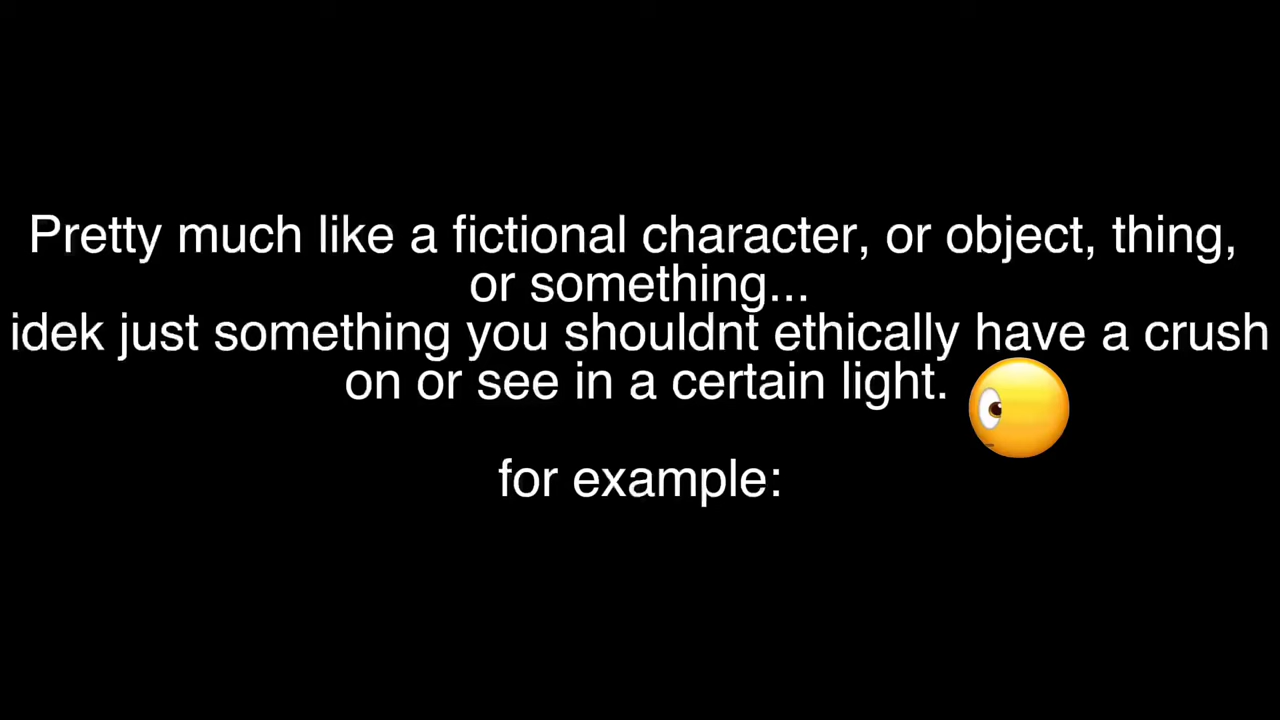 Pretty much like a fictional character, or object, thing,
or something...
idek just something you shouldnt ethically have a crush
on or see in a certain light.
for example: